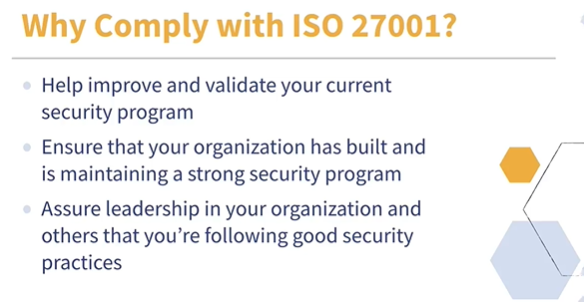 Why Comply with ISO 27001?
Help improve and validate your current
security program
Ensure that your organization has built and
is maintaining a strong security program
Assure leadership in your organization and
others that you’re following good security
practices